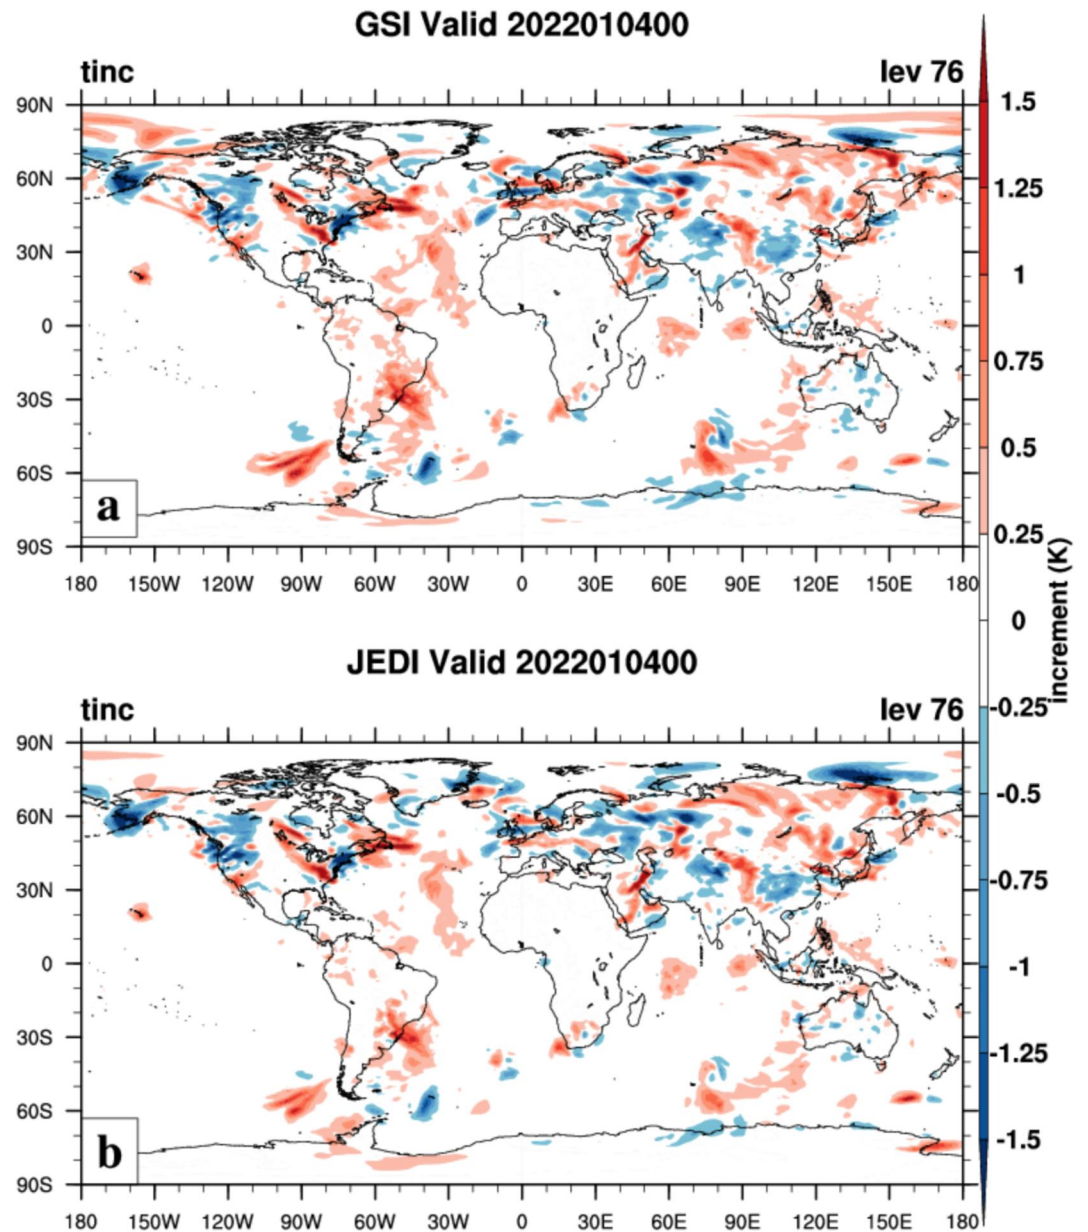 GSI Valid 2022010400
tinc lev 76
90N
60N
30N
0
30S
60S
90S
a
180 150W 120W 90W 60W 30W 0 30E 60E 90E 120E 150E 180
JEDI Valid 2022010400
tinc lev 76
90N
60N
30N
0
30S
60S
90S
b
180 150W 120W 90W 60W 30W 0 30E 60E 90E 120E 150E 180
1.5
1.25
1
0.75
0.5
0.25
0
-0.25
-0.5
-0.75
-1
-1.25
-1.5
increment (K)